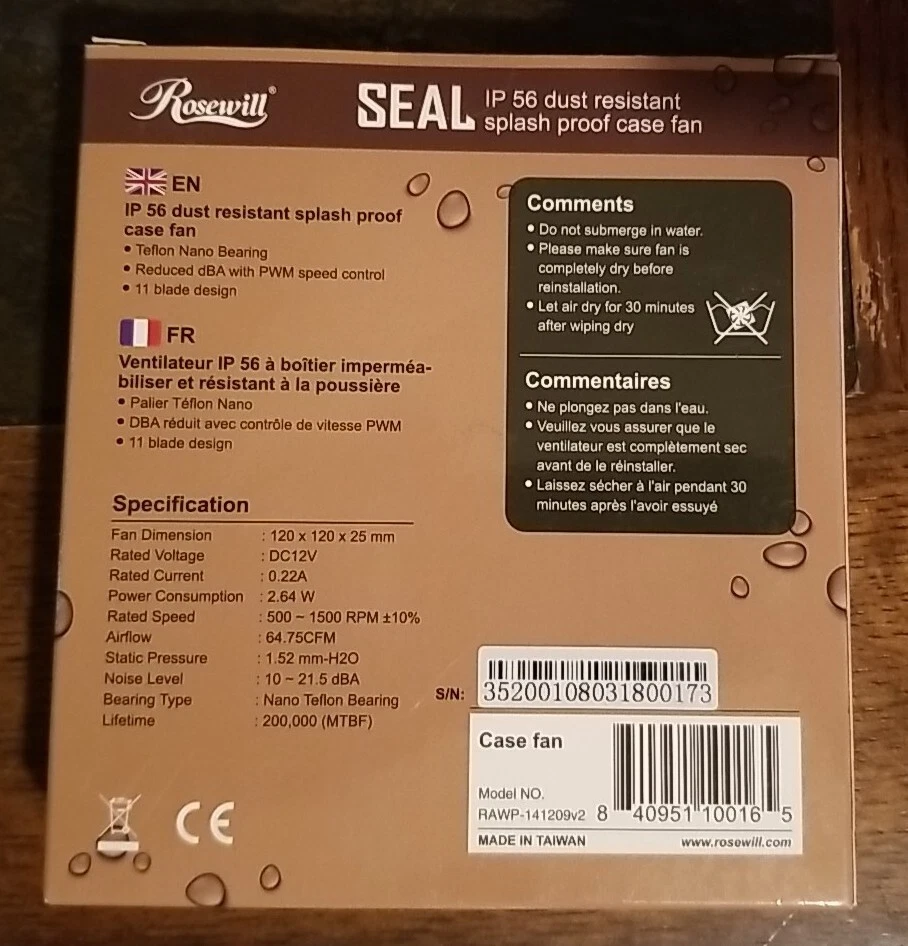 Rosewill®
SEAL
IP 56 dust resistant
splash proof case fan
EN
IP 56 dust resistant splash proof
case fan
• Teflon Nano Bearing
• Reduced dBA with PWM speed control
• 11 blade design
FR
Ventilateur IP 56 à boîtier imperméa-
biliser et résistant à la poussière
• Palier Téflon Nano
• DBA réduit avec contrôle de vitesse PWM
• 11 blade design
Comments
• Do not submerge in water.
• Please make sure fan is
completely dry before
reinstallation.
• Let air dry for 30 minutes
after wiping dry
Commentaires
• Ne plongez pas dans l'eau.
• Veuillez vous assurer que le
ventilateur est complètement sec
avant de le réinstaller.
• Laissez sécher à l'air pendant 30
minutes après l'avoir essuyé
Specification
Fan Dimension : 120 x 120 x 25 mm
Rated Voltage : DC12V
Rated Current : 0.22A
Power Consumption : 2.64 W
Rated Speed : 500 ~ 1500 RPM ±10%
Airflow : 64.75CFM
Static Pressure : 1.52 mm-H2O
Noise Level : 10 ~ 21.5 dBA
Bearing Type : Nano Teflon Bearing
Lifetime : 200,000 (MTBF)
S/N: 35200108031800173
Case fan
Model NO.
RAWP-141209v2
8 40951 10016 5
MADE IN TAIWAN
www.rosewill.com
CE